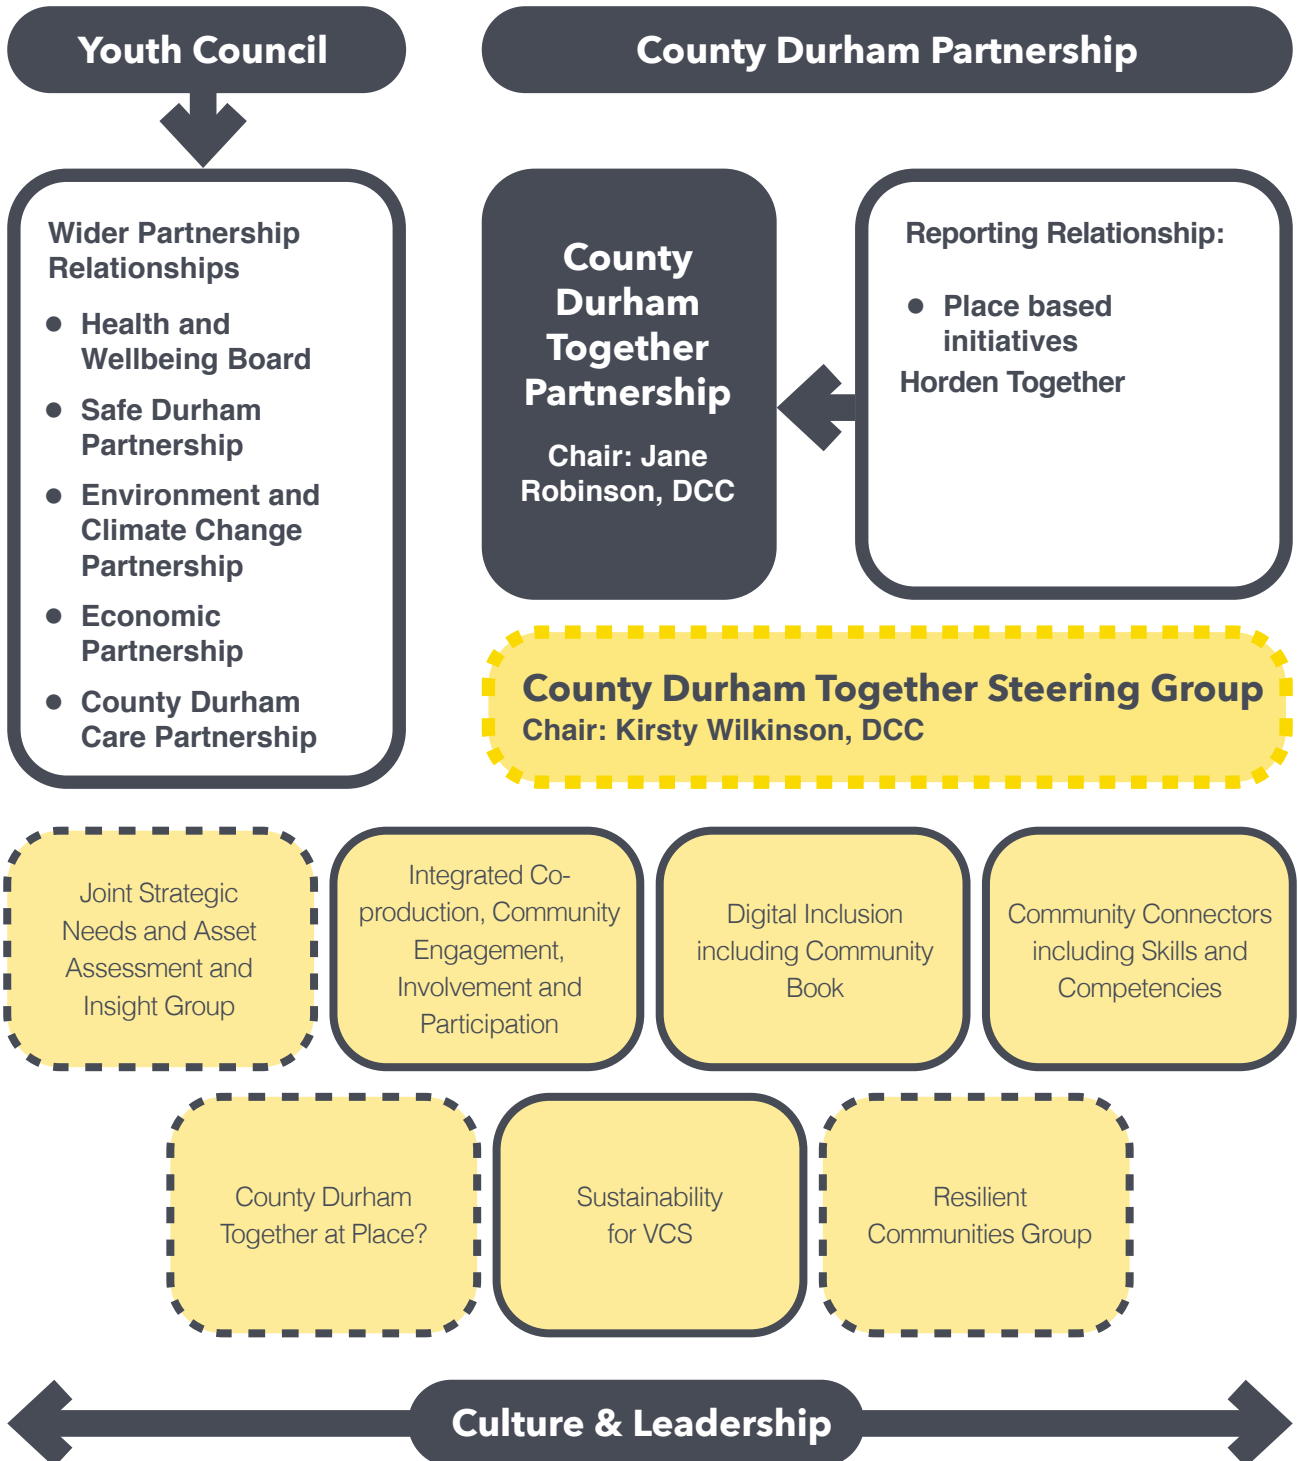 Youth Council
County Durham Partnership
Wider Partnership
Relationships
• Health and
Wellbeing Board
• Safe Durham
Partnership
• Environment and
Climate Change
Partnership
• Economic
Partnership
• County Durham
Care Partnership
County
Durham
Together
Partnership
Chair: Jane
Robinson, DCC
Reporting Relationship:
• Place based
initiatives
Horden Together
County Durham Together Steering Group
Chair: Kirsty Wilkinson, DCC
Joint Strategic
Needs and Asset
Assessment and
Insight Group
Integrated Co-
production, Community
Engagement,
Involvement and
Participation
Digital Inclusion
including Community
Book
Community Connectors
including Skills and
Competencies
County Durham
Together at Place?
Sustainability
for VCS
Resilient
Communities Group
Culture & Leadership